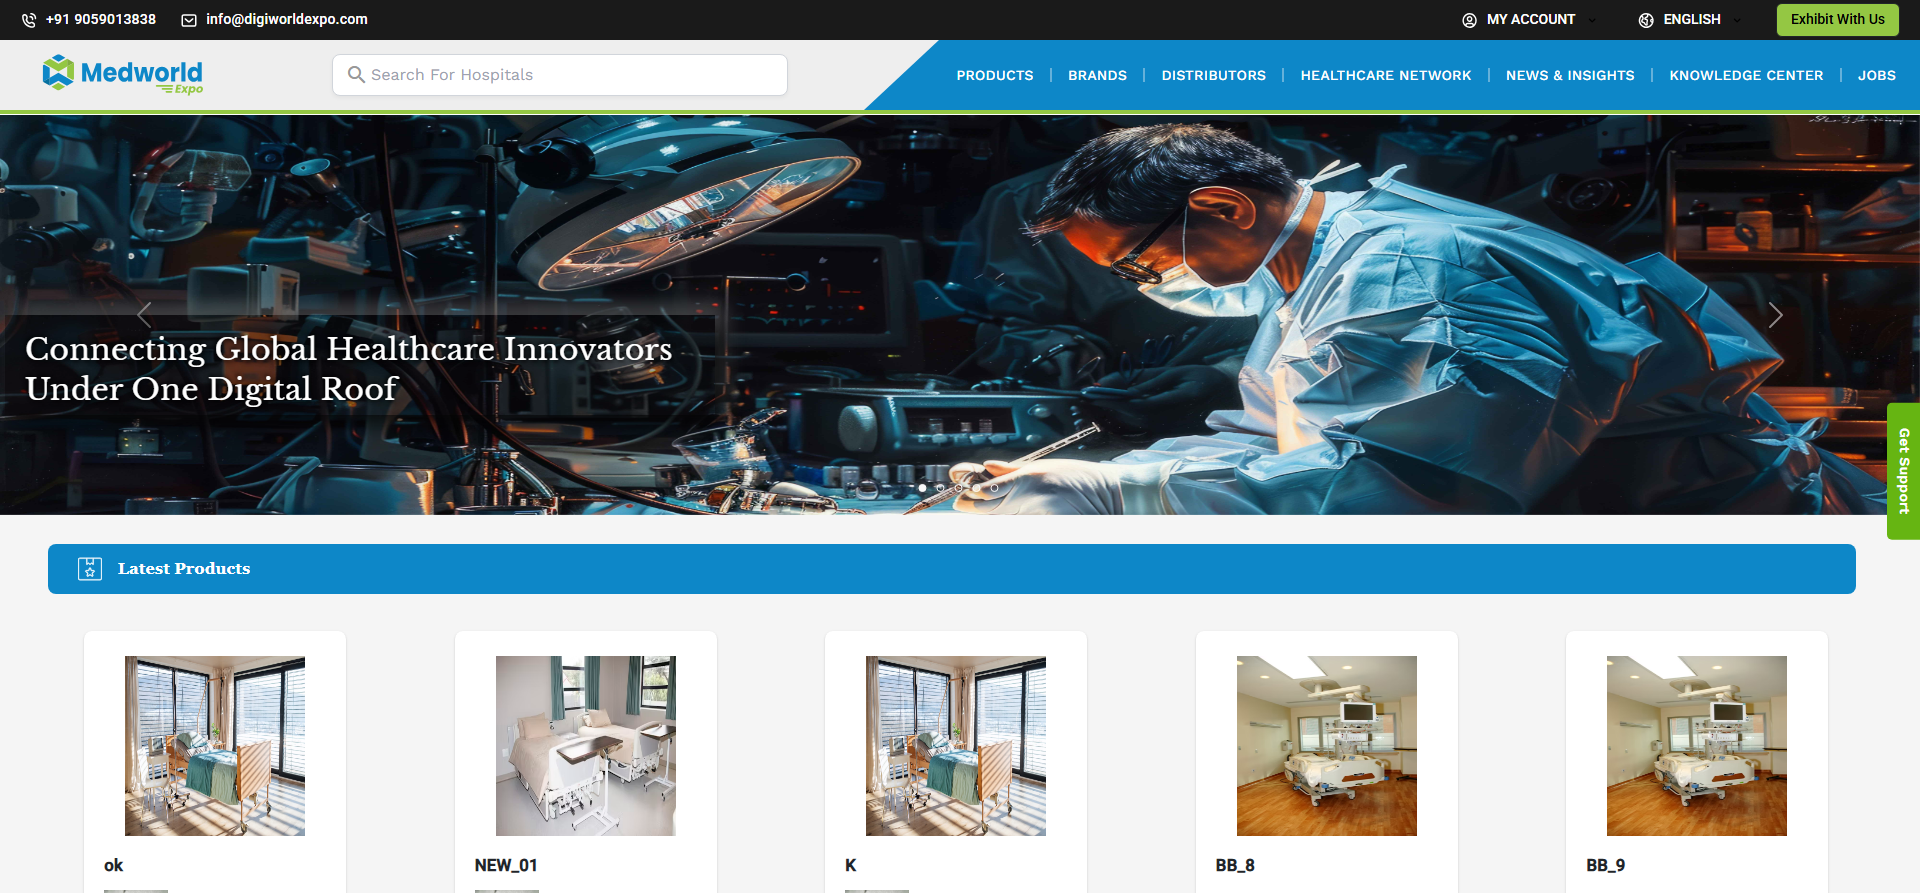 +91 9059013838
info@digiworldexpo.com
MY ACCOUNT
ENGLISH
Exhibit With Us
Medworld
Expo
Search For Hospitals
PRODUCTS
BRANDS
DISTRIBUTORS
HEALTHCARE NETWORK
NEWS & INSIGHTS
KNOWLEDGE CENTER
JOBS
Connecting Global Healthcare Innovators
Under One Digital Roof
Get Support
Latest Products
ok
NEW_01
K
BB_8
BB_9